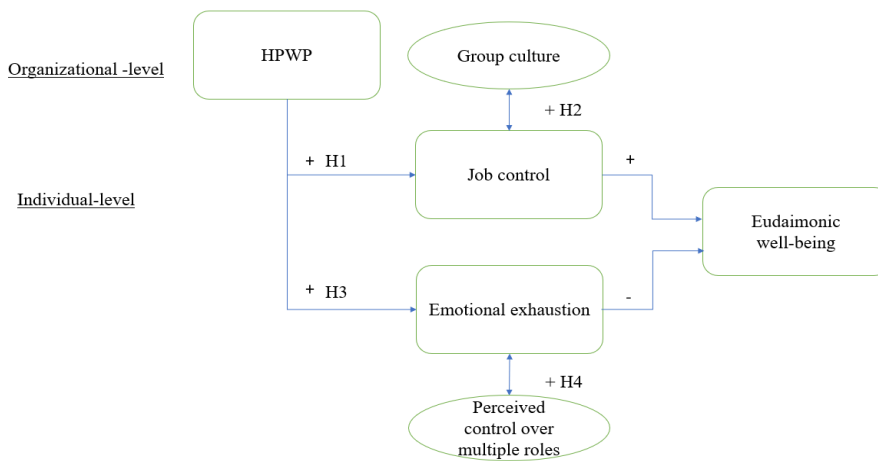 HPWP
Group culture
Organizational -level
+ H2
+ H1
Job control
+
Individual-level
Eudaimonic
well-being
+ H3
Emotional exhaustion
-
+ H4
Perceived
control over
multiple roles